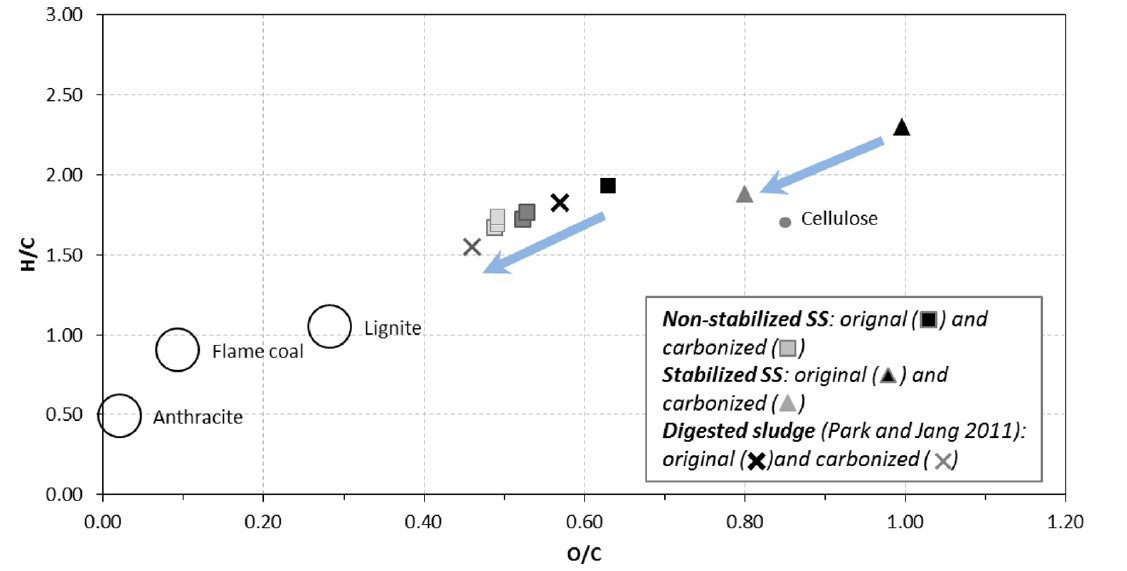 3.00
2.50
2.00
1.50
1.00
0.50
0.00
H/C
0.00
0.20
0.40
0.60
0.80
1.00
1.20
O/C
Cellulose
Lignite
Flame coal
Anthracite
Non-stabilized SS: orignal (■) and
carbonized (■)
Stabilized SS: original (▲) and
carbonized (▲)
Digested sludge (Park and Jang 2011):
original (✕)and carbonized (✕)